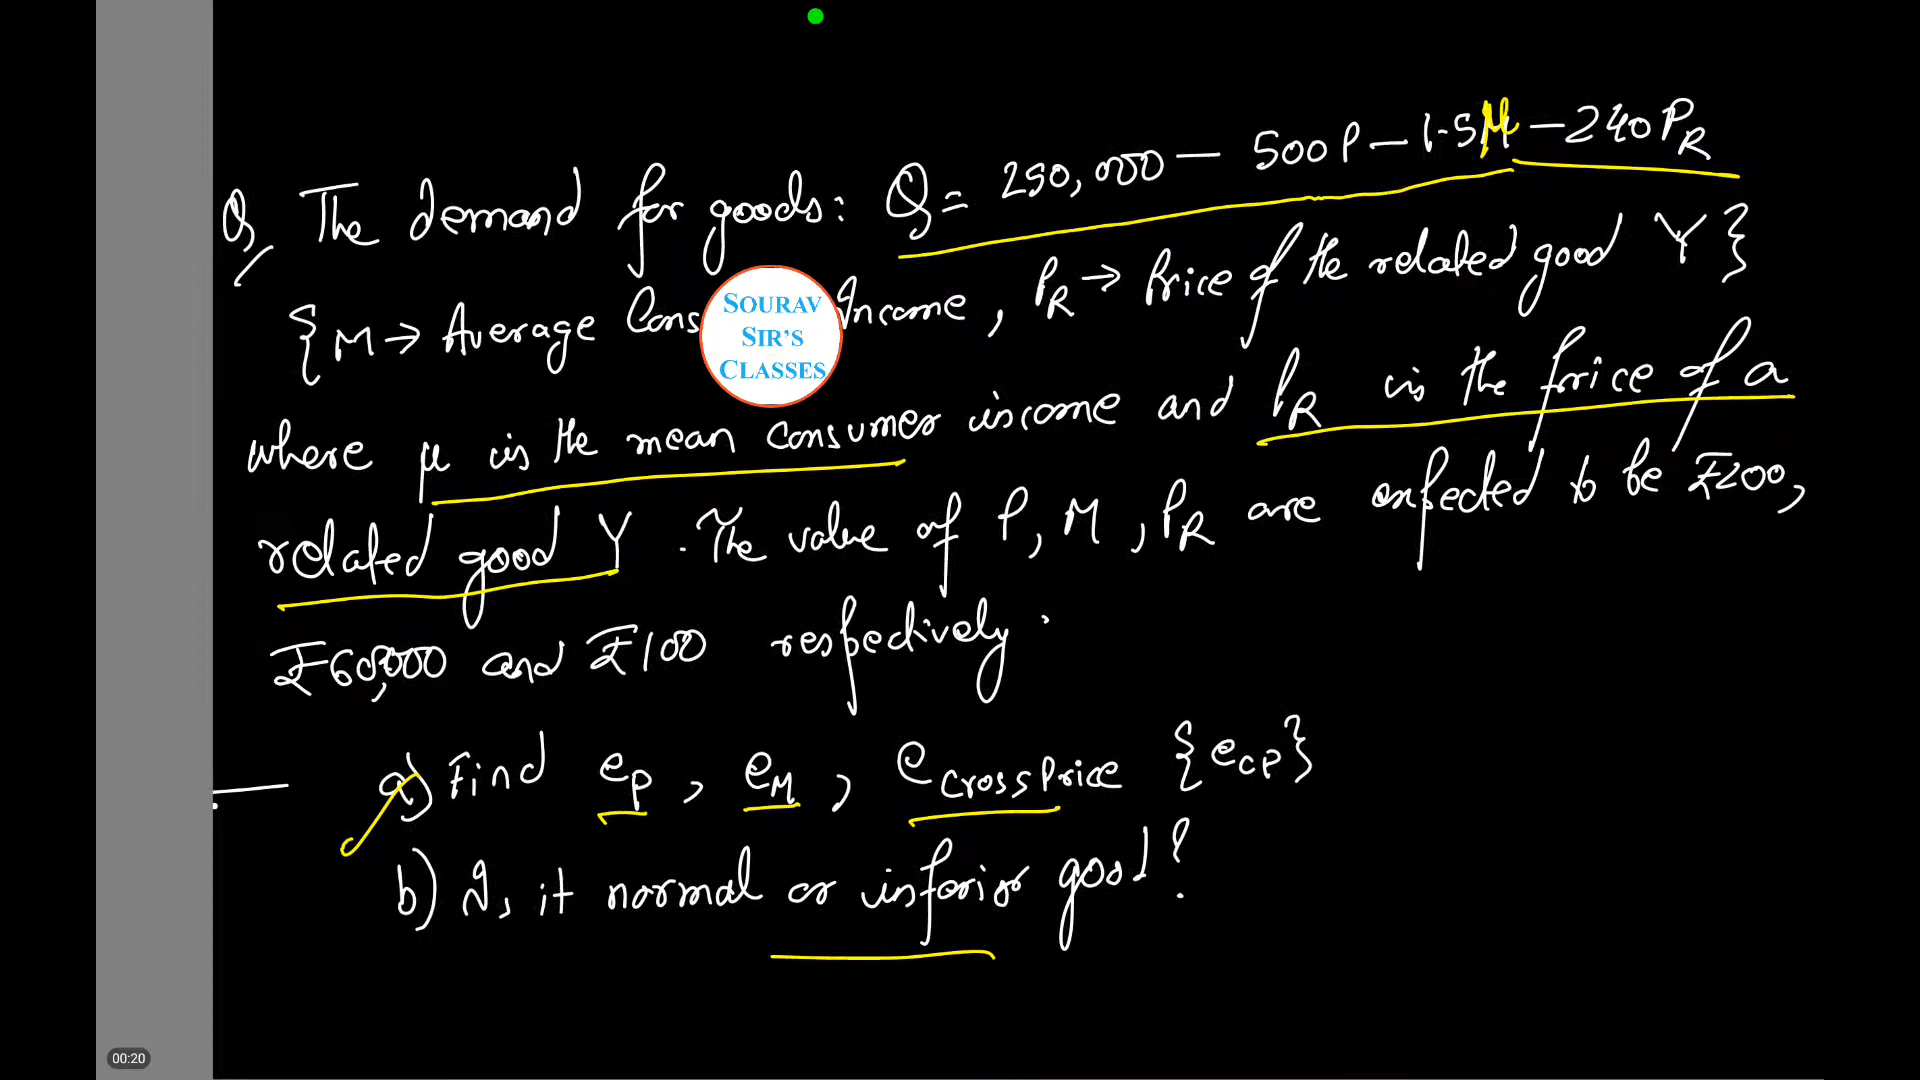 Q, The demand for goods: Q = 250,000 - 500P - 1.5M - 240 PR
{M → Average Cons Income, PR → Price of the related good Y}
SOURAV
SIR'S
CLASSES
where μ is the mean consumer income and PR is the price of a
related good Y. The value of P, M, PR are expected to be ₹200,
₹60,000 and ₹100 respectively.
a) Find eP, eM, eCrossPrice {eCP}
b) Is it normal or inferior good?
00:20